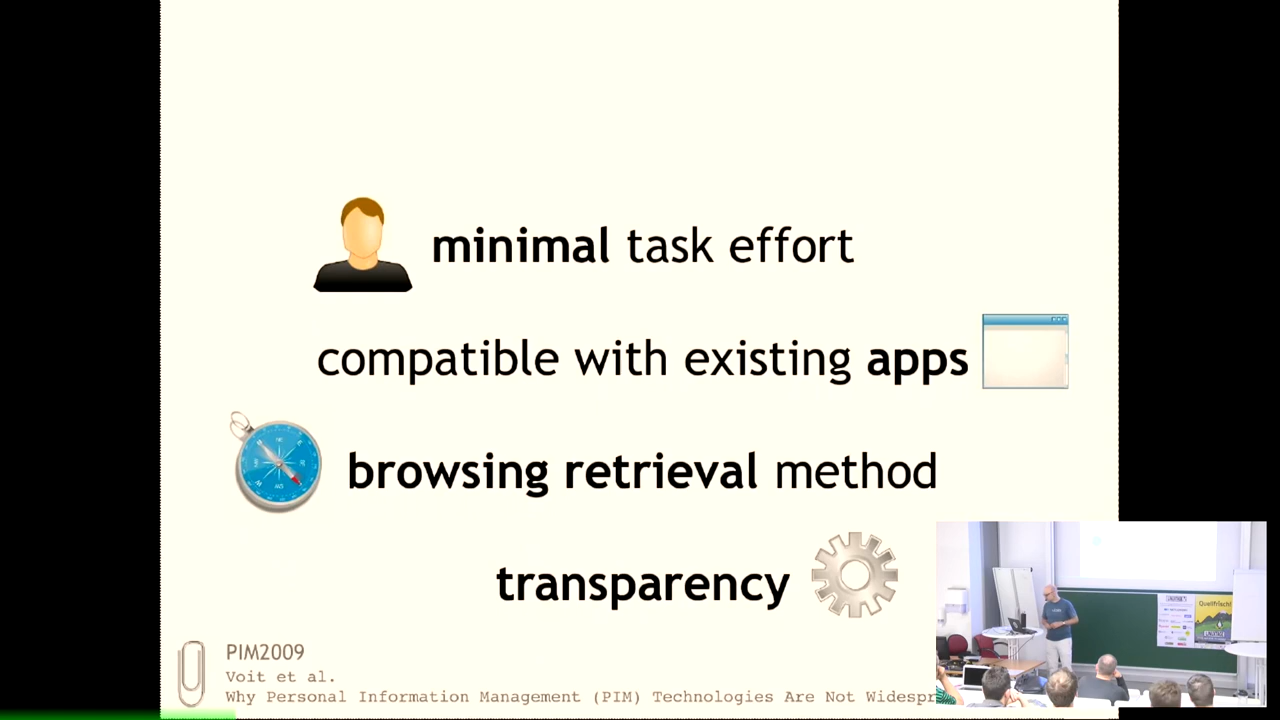 minimal task effort
compatible with existing apps
browsing retrieval method
transparency
PIM2009
Voit et al.
Why Personal Information Management (PIM) Technologies Are Not Widespr
Quellfrisch!